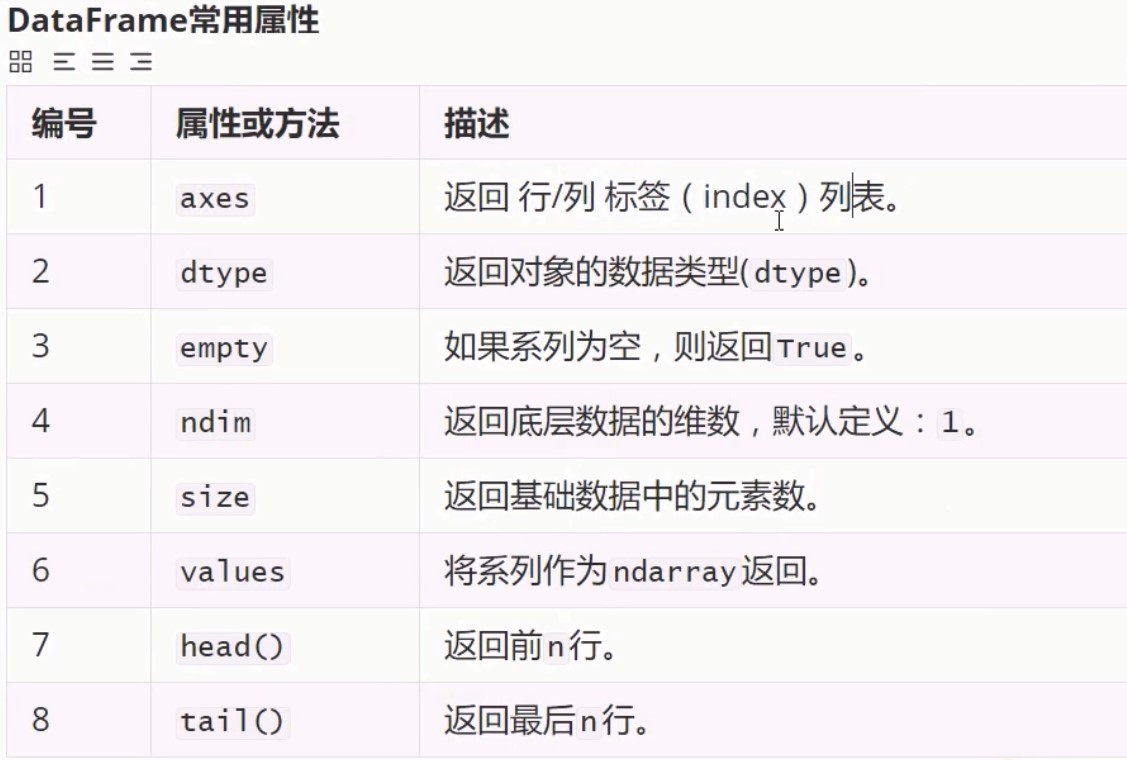 DataFrame常用属性
编号 属性或方法 描述
1 axes 返回 行/列 标签（index）列表。
2 dtype 返回对象的数据类型(dtype)。
3 empty 如果系列为空，则返回True。
4 ndim 返回底层数据的维数，默认定义：1。
5 size 返回基础数据中的元素数。
6 values 将系列作为ndarray返回。
7 head() 返回前n行。
8 tail() 返回最后n行。